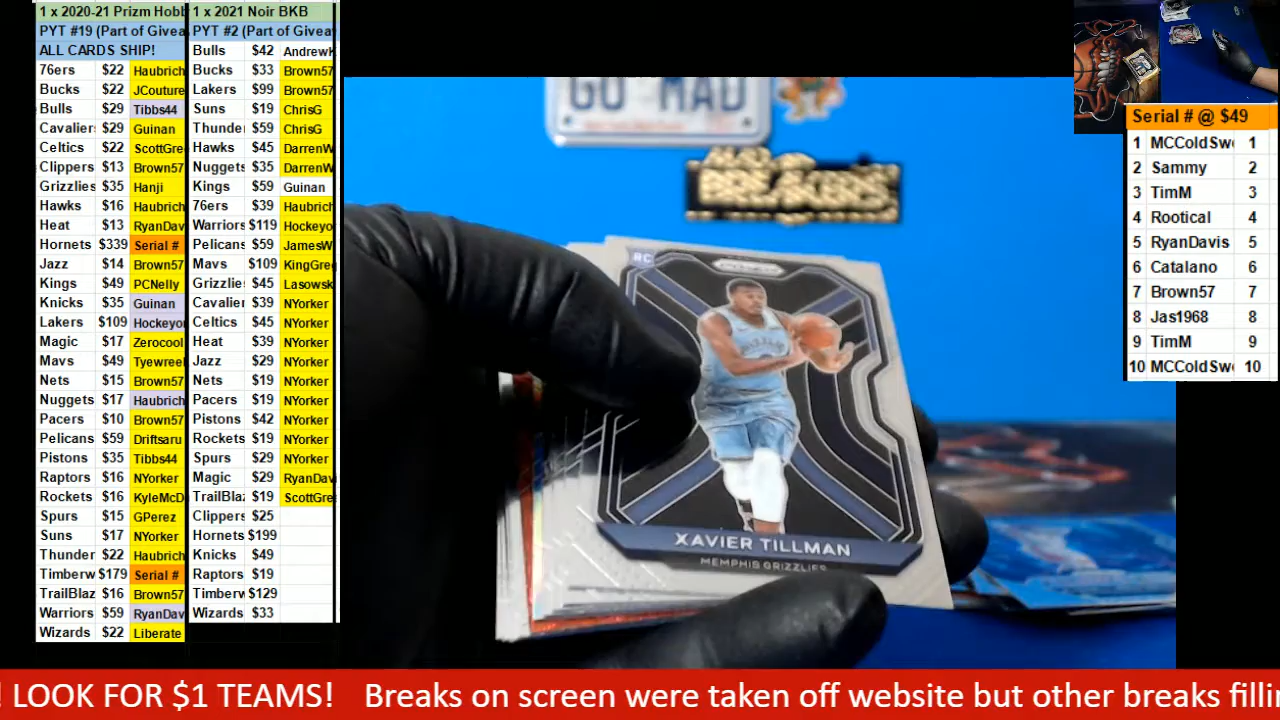 1 x 2020-21 Prizm Hobb
PYT #19 (Part of Givea
ALL CARDS SHIP!
76ers $22 Haubrich
Bucks $22 JCouture
Bulls $29 Tibbs44
Cavaliers $29 Guinan
Celtics $22 ScottGre
Clippers $13 Brown57
Grizzlies $35 Hanji
Hawks $16 Haubrich
Heat $13 RyanDav
Hornets $339 Serial #
Jazz $14 Brown57
Kings $49 PCNelly
Knicks $35 Guinan
Lakers $109 Hockeyo
Magic $17 Zerocool
Mavs $49 Tyewree
Nets $15 Brown57
Nuggets $17 Haubrich
Pacers $10 Brown57
Pelicans $59 Driftsaru
Pistons $35 Tibbs44
Raptors $16 NYorker
Rockets $16 KyleMcD
Spurs $15 GPerez
Suns $17 NYorker
Thunder $22 Haubrich
Timberw $179 Serial #
TrailBlaz $16 Brown57
Warriors $59 RyanDav
Wizards $22 Liberate
1 x 2021 Noir BKB
PYT #2 (Part of Giveav
Bulls $42 AndrewK
Bucks $33 Brown57
Lakers $99 Brown57
Suns $19 ChrisG
Thunde $59 ChrisG
Hawks $45 DarrenW
Nuggets $35 DarrenW
Kings $59 Guinan
76ers $39 Haubrich
Warriors $119 Hockeyo
Pelicans $59 JamesW
Mavs $109 KingGre
Grizzlie $45 Lasowsk
Cavalier $39 NYorker
Celtics $45 NYorker
Heat $39 NYorker
Jazz $29 NYorker
Nets $19 NYorker
Pacers $19 NYorker
Pistons $42 NYorker
Rockets $19 NYorker
Spurs $29 NYorker
Magic $29 RyanDav
TrailBlaz $19 ScottGre
Clippers $25
Hornets $199
Knicks $49
Raptors $19
Timberw $129
Wizards $33
GO MAD
BREAKERS
RC
PRIZM
XAVIER TILLMAN
MEMPHIS GRIZZLIES
Serial # @ $49
1 MCColdSwe 1
2 Sammy 2
3 TimM 3
4 Rootical 4
5 RyanDavis 5
6 Catalano 6
7 Brown57 7
8 Jas1968 8
9 TimM 9
10 MCColdSw 10
! LOOK FOR $1 TEAMS! Breaks on screen were taken off website but other breaks fillin